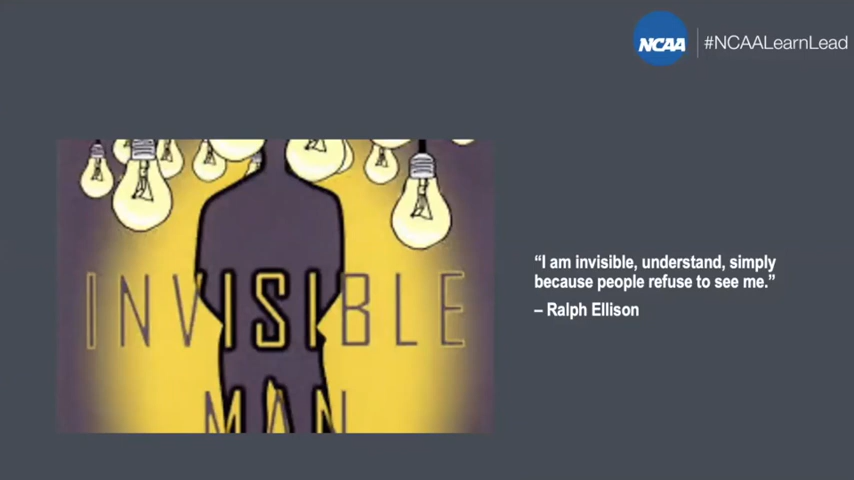 NCAA
#NCAALearnLead
INVISIBLE
MAN
“I am invisible, understand, simply
because people refuse to see me.”
– Ralph Ellison